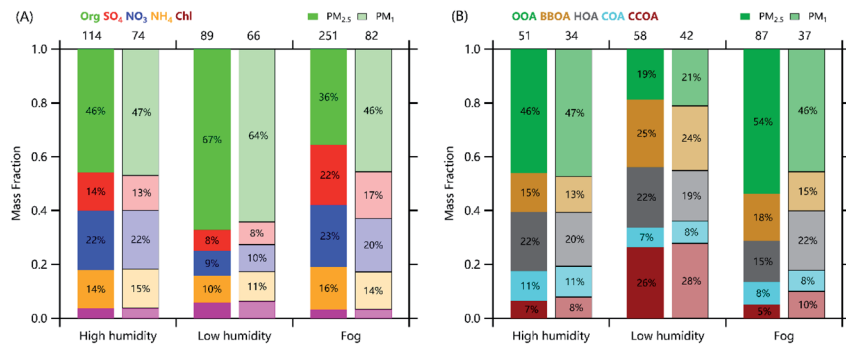 (A) Org SO4 NO3 NH4 Chl PM2.5 PM1
114 74 89 66 251 82
Mass Fraction
1.0
0.8
0.6
0.4
0.2
0.0
46% 47% 67% 64% 36% 46%
14% 13% 8% 8% 22% 17%
22% 22% 9% 10% 23% 20%
14% 15% 10% 11% 16% 14%
High humidity Low humidity Fog
(B) OOA BBOA HOA COA CCOA PM2.5 PM1
51 34 58 42 87 37
Mass Fraction
1.0
0.8
0.6
0.4
0.2
0.0
46% 47% 19% 21% 54% 46%
15% 13% 25% 24% 18% 15%
22% 20% 22% 19% 15% 22%
11% 11% 7% 8% 8% 8%
7% 8% 26% 28% 5% 10%
High humidity Low humidity Fog